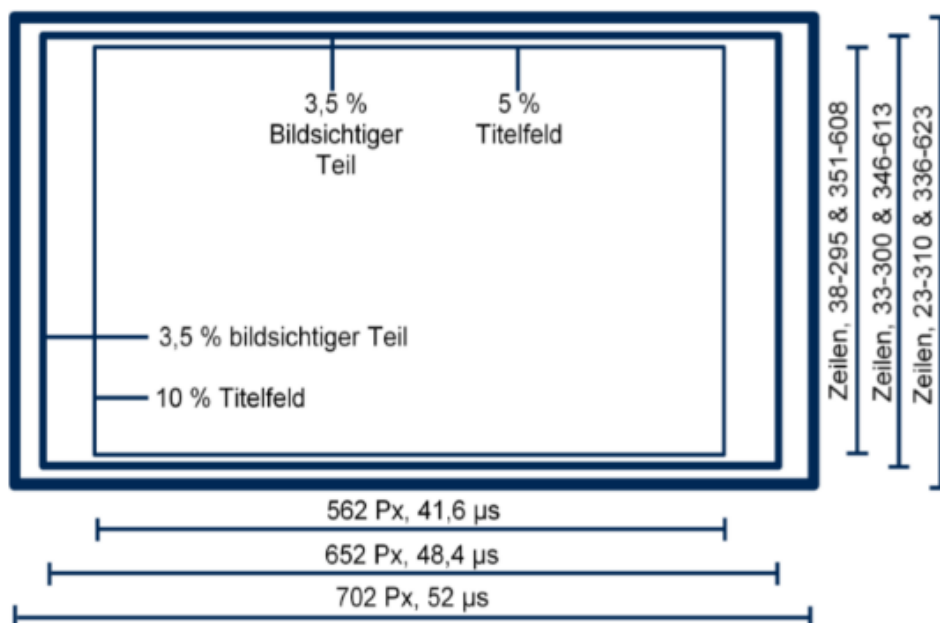 3,5 %
Bildsichtiger
Teil
5 %
Titelfeld
3,5 % bildsichtiger Teil
10 % Titelfeld
Zeilen, 38-295 & 351-608
Zeilen, 33-300 & 346-613
Zeilen, 23-310 & 336-623
562 Px, 41,6 µs
652 Px, 48,4 µs
702 Px, 52 µs